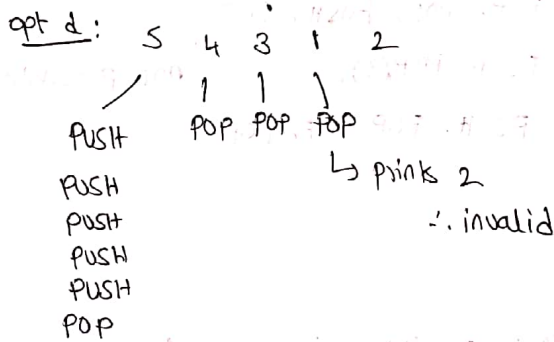 opt d: 5 4 3 1 2
PUSH POP POP POP
↳ prints 2
PUSH
∴ invalid
PUSH
PUSH
PUSH
POP